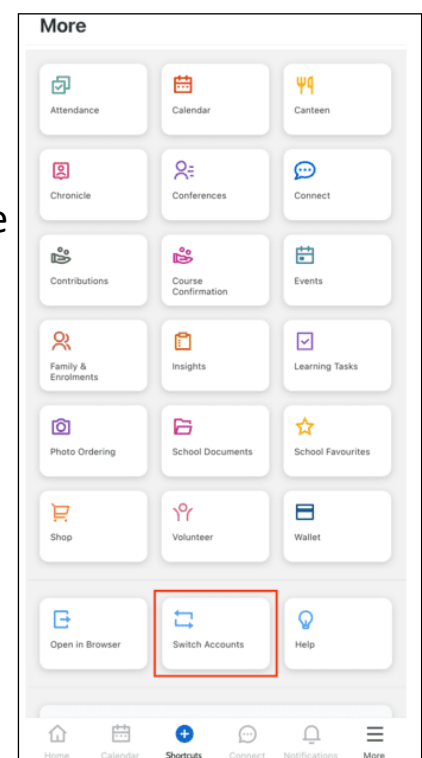 More
Attendance
Calendar
Canteen
Chronicle
Conferences
Connect
e
Contributions
Course
Confirmation
Events
Family &
Enrolments
Insights
Learning Tasks
Photo Ordering
School Documents
School Favourites
Shop
Volunteer
Wallet
Open in Browser
Switch Accounts
Help
Home
Calendar
Shortcuts
Connect
Notifications
More